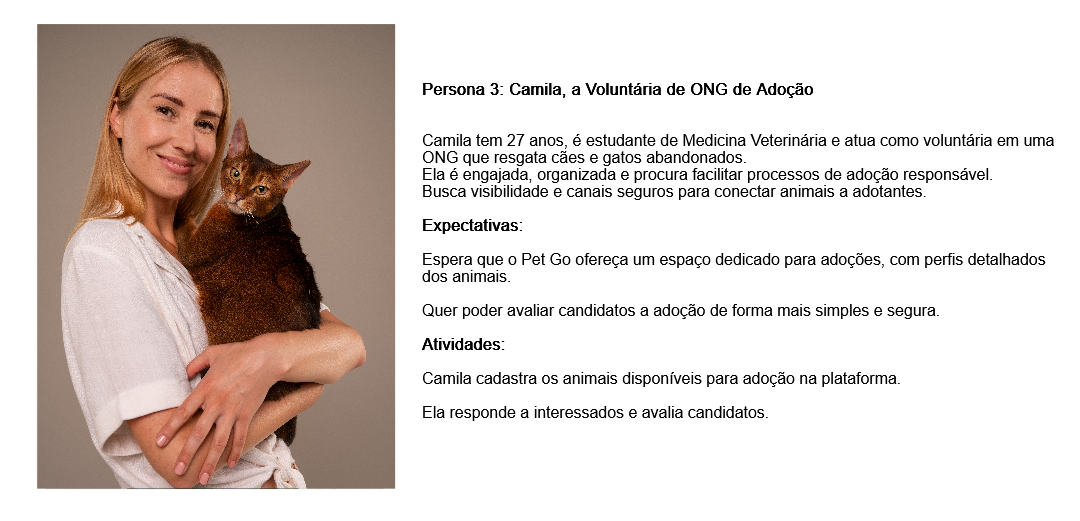 Persona 3: Camila, a Voluntária de ONG de Adoção
Camila tem 27 anos, é estudante de Medicina Veterinária e atua como voluntária em uma
ONG que resgata cães e gatos abandonados.
Ela é engajada, organizada e procura facilitar processos de adoção responsável.
Busca visibilidade e canais seguros para conectar animais a adotantes.
Expectativas:
Espera que o Pet Go ofereça um espaço dedicado para adoções, com perfis detalhados
dos animais.
Quer poder avaliar candidatos a adoção de forma mais simples e segura.
Atividades:
Camila cadastra os animais disponíveis para adoção na plataforma.
Ela responde a interessados e avalia candidatos.